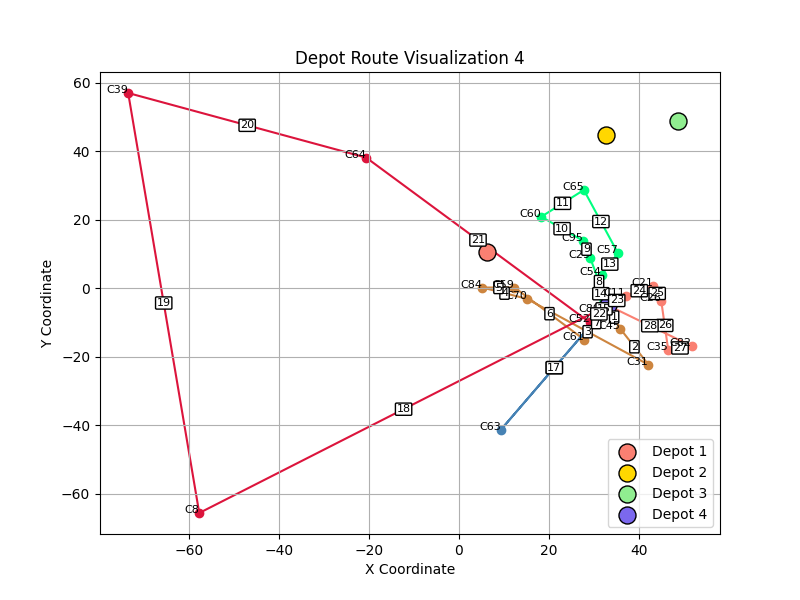 Depot Route Visualization 4
Y Coordinate
60
40
20
0
−20
−40
−60
C39
20
C64
21
C65
11
C60
12
10
C95
9
C57
13
C54
8
C84
6
C61
C21
24
25
14
23
22
28
26
C35
27
2
C31
19
18
17
C63
C8
Depot 1
Depot 2
Depot 3
Depot 4
−60
−40
−20
0
20
40
X Coordinate